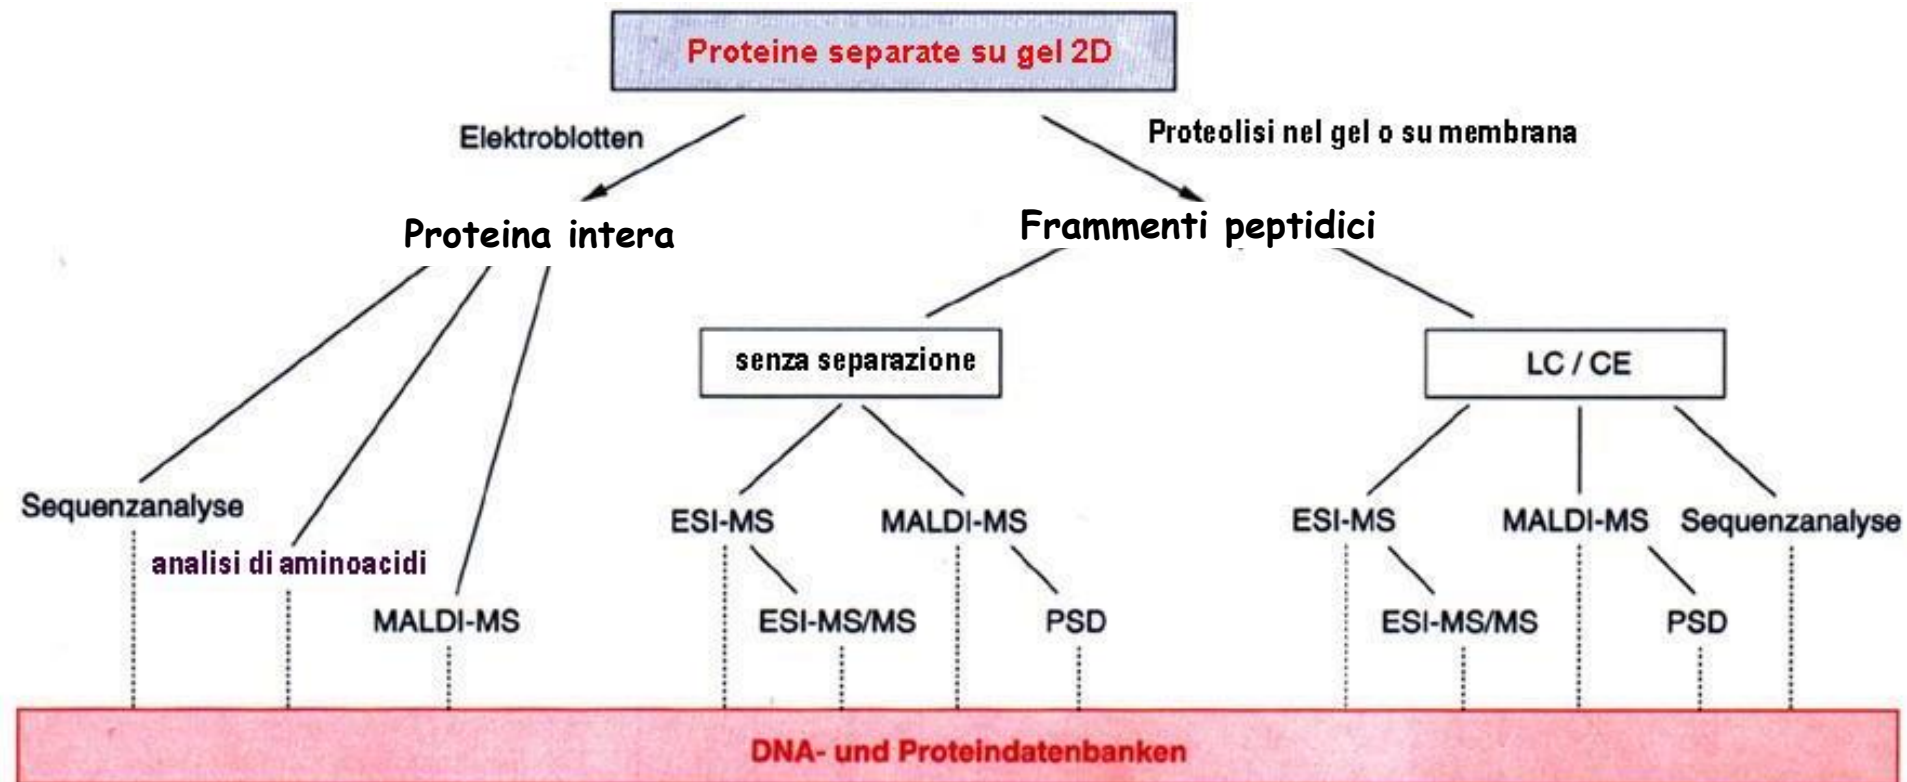 Proteine separate su gel 2D
Elektroblotten
Proteolisi nel gel o su membrana
Proteina intera
Frammenti peptidici
senza separazione
LC / CE
Sequenzanalyse
analisi di aminoacidi
MALDI-MS
ESI-MS
MALDI-MS
ESI-MS/MS
PSD
ESI-MS
MALDI-MS
Sequenzanalyse
ESI-MS/MS
PSD
DNA- und Proteindatenbanken